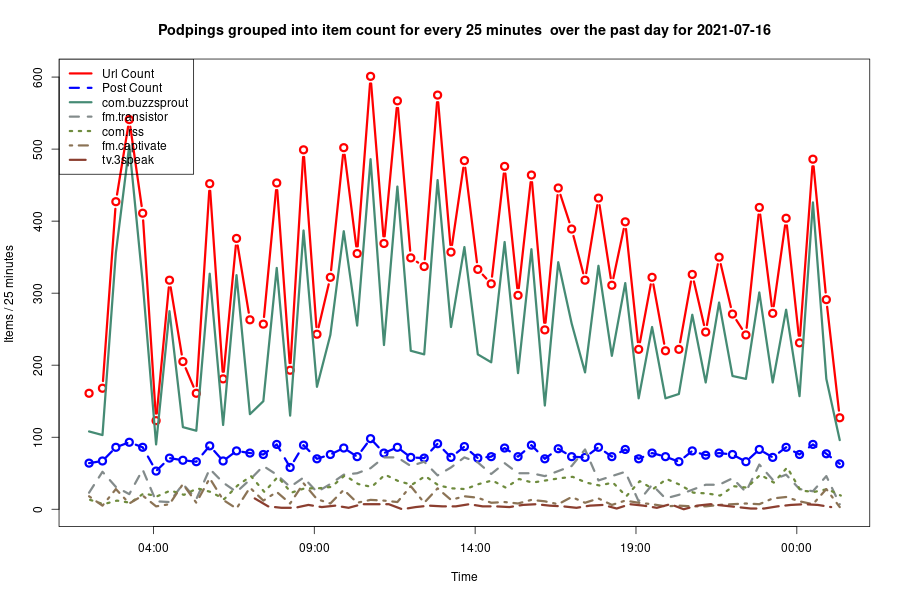 Podpings grouped into item count for every 25 minutes  over the past day for 2021-07-16
Items / 25 minutes
600
500
400
300
200
100
0
Url Count
Post Count
com.buzzsprout
fm.transistor
com.rss
fm.captivate
tv.3speak
04:00
09:00
14:00
19:00
00:00
Time